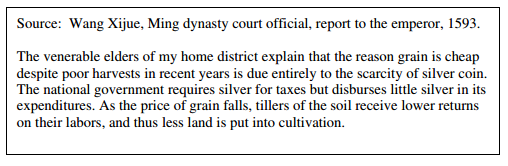 Source:  Wang Xijue, Ming dynasty court official, report to the emperor, 1593.
The venerable elders of my home district explain that the reason grain is cheap
despite poor harvests in recent years is due entirely to the scarcity of silver coin.
The national government requires silver for taxes but disburses little silver in its
expenditures. As the price of grain falls, tillers of the soil receive lower returns
on their labors, and thus less land is put into cultivation.